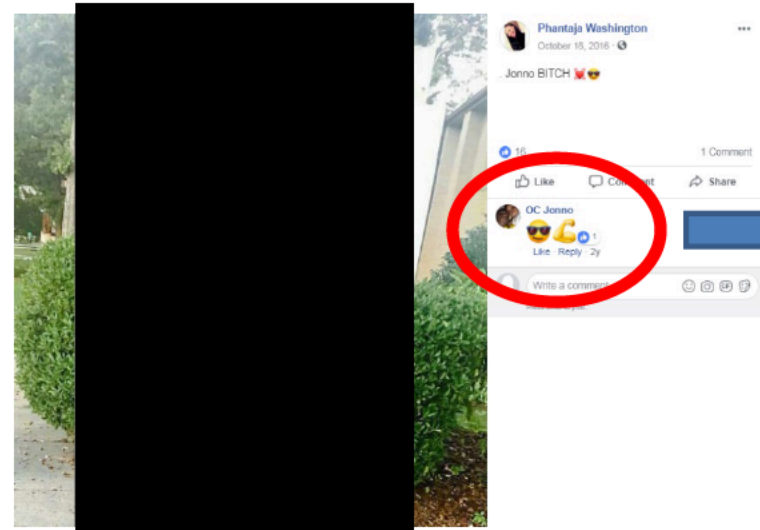 Phantaja Washington
October 18, 2016
Jonno BITCH 💓😎
16
1 Comment
Like Comment Share
OC Jonno
😎💪 1
Like · Reply · 2y
Write a comment